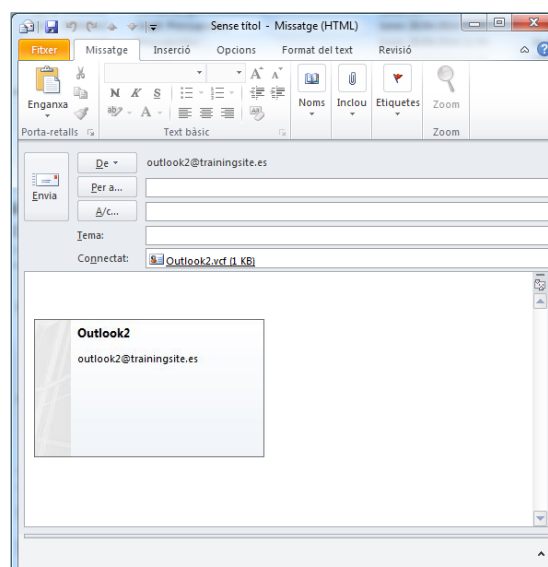 Sense títol - Missatge (HTML)
Fitxer Missatge Inserció Opcions Format del text Revisió
Enganxa
N K S
Noms Inclou Etiquetes Zoom
Porta-retalls Text bàsic Zoom
De outlook2@trainingsite.es
Per a...
Envia
A/c...
Tema:
Connectat: Outlook2.vcf (1 KB)
Outlook2
outlook2@trainingsite.es